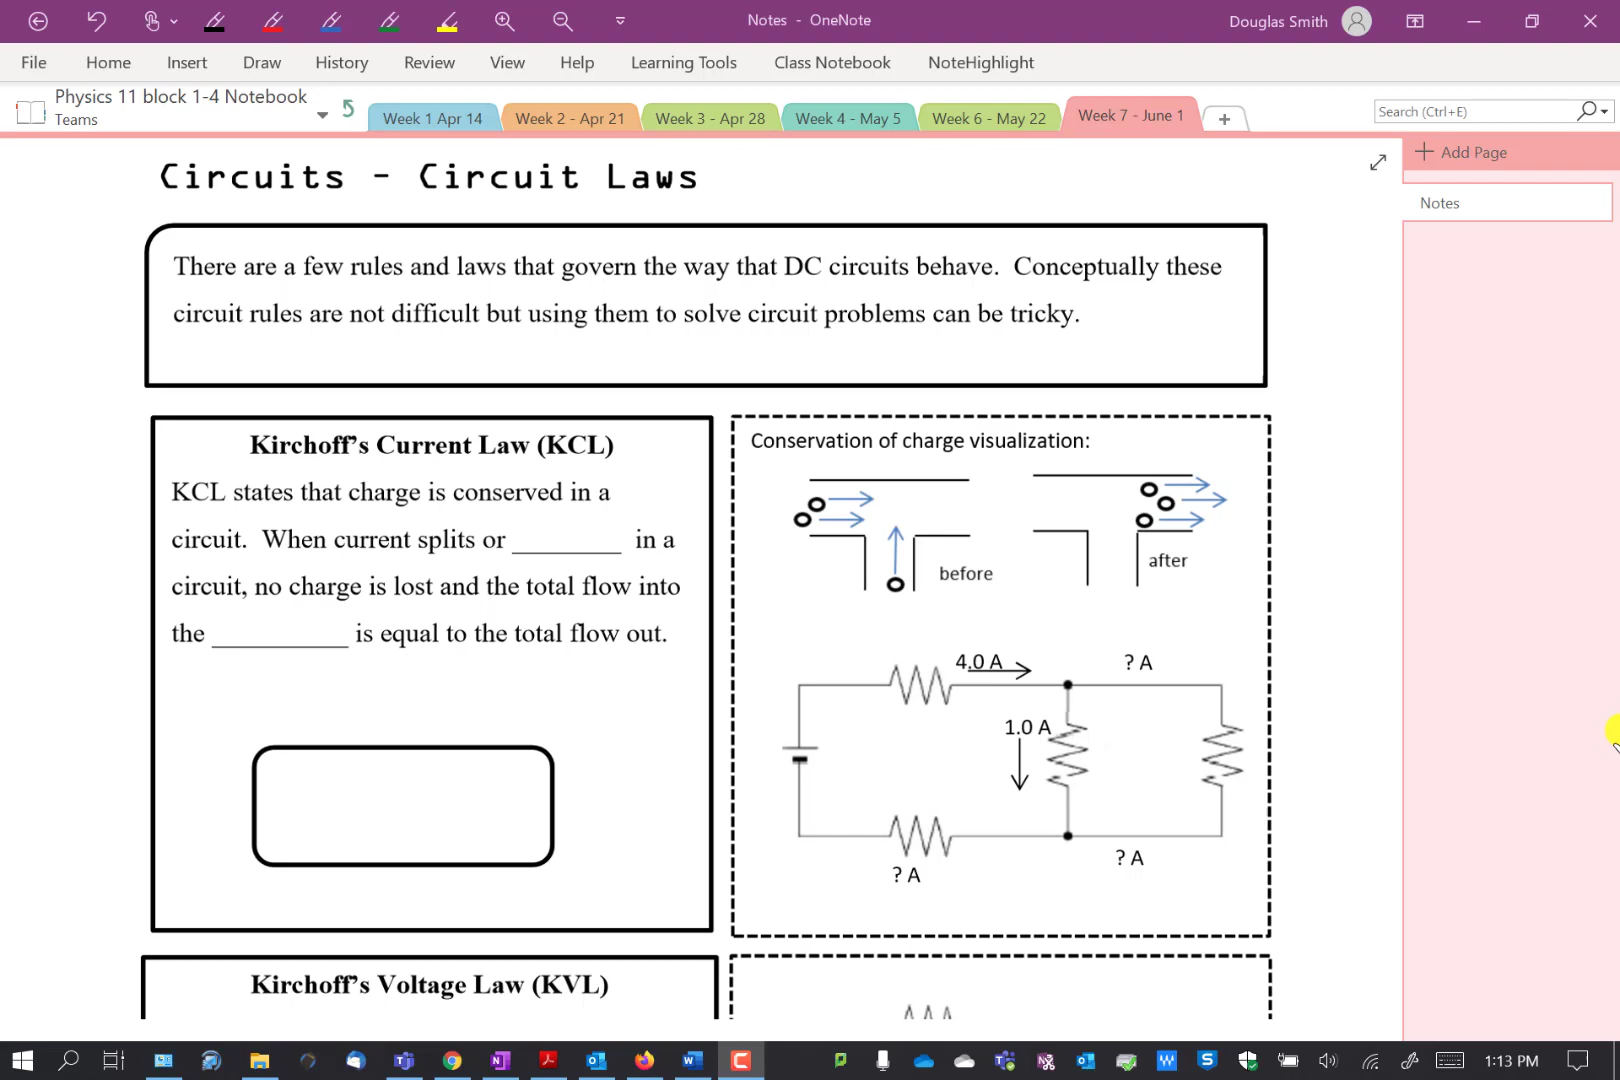 Notes - OneNote
Douglas Smith
File Home Insert Draw History Review View Help Learning Tools Class Notebook NoteHighlight
Physics 11 block 1-4 Notebook
Teams
Week 1 Apr 14
Week 2 - Apr 21
Week 3 - Apr 28
Week 4 - May 5
Week 6 - May 22
Week 7 - June 1
Search (Ctrl+E)
Add Page
Notes
Circuits - Circuit Laws
There are a few rules and laws that govern the way that DC circuits behave. Conceptually these
circuit rules are not difficult but using them to solve circuit problems can be tricky.
Kirchoff's Current Law (KCL)
KCL states that charge is conserved in a
circuit. When current splits or ________ in a
circuit, no charge is lost and the total flow into
the __________ is equal to the total flow out.
Conservation of charge visualization:
before
after
4.0 A
? A
1.0 A
? A
? A
Kirchoff's Voltage Law (KVL)
1:13 PM